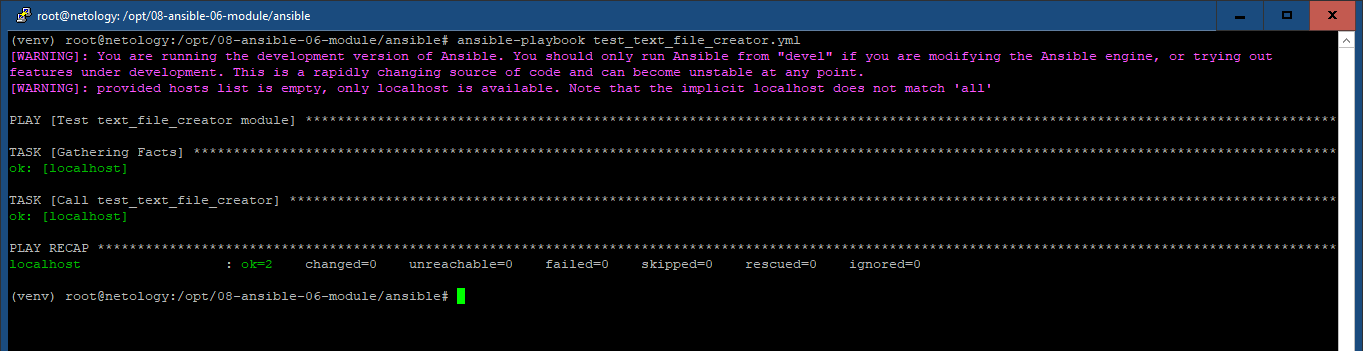 root@netology: /opt/08-ansible-06-module/ansible
(venv) root@netology:/opt/08-ansible-06-module/ansible# ansible-playbook test_text_file_creator.yml
[WARNING]: You are running the development version of Ansible. You should only run Ansible from "devel" if you are modifying the Ansible engine, or trying out
features under development. This is a rapidly changing source of code and can become unstable at any point.
[WARNING]: provided hosts list is empty, only localhost is available. Note that the implicit localhost does not match 'all'
PLAY [Test text_file_creator module] *********************************************************************************************************************************
TASK [Gathering Facts] ***********************************************************************************************************************************************
ok: [localhost]
TASK [Call test_text_file_creator] ***********************************************************************************************************************************
ok: [localhost]
PLAY RECAP ***********************************************************************************************************************************************************
localhost                  : ok=2    changed=0    unreachable=0    failed=0    skipped=0    rescued=0    ignored=0
(venv) root@netology:/opt/08-ansible-06-module/ansible#